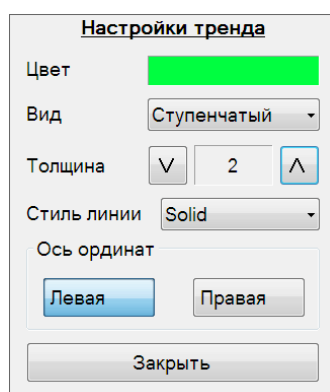 Настройки тренда
Цвет
Вид Ступенчатый
Толщина V 2 Λ
Стиль линии Solid
Ось ординат
Левая Правая
Закрыть